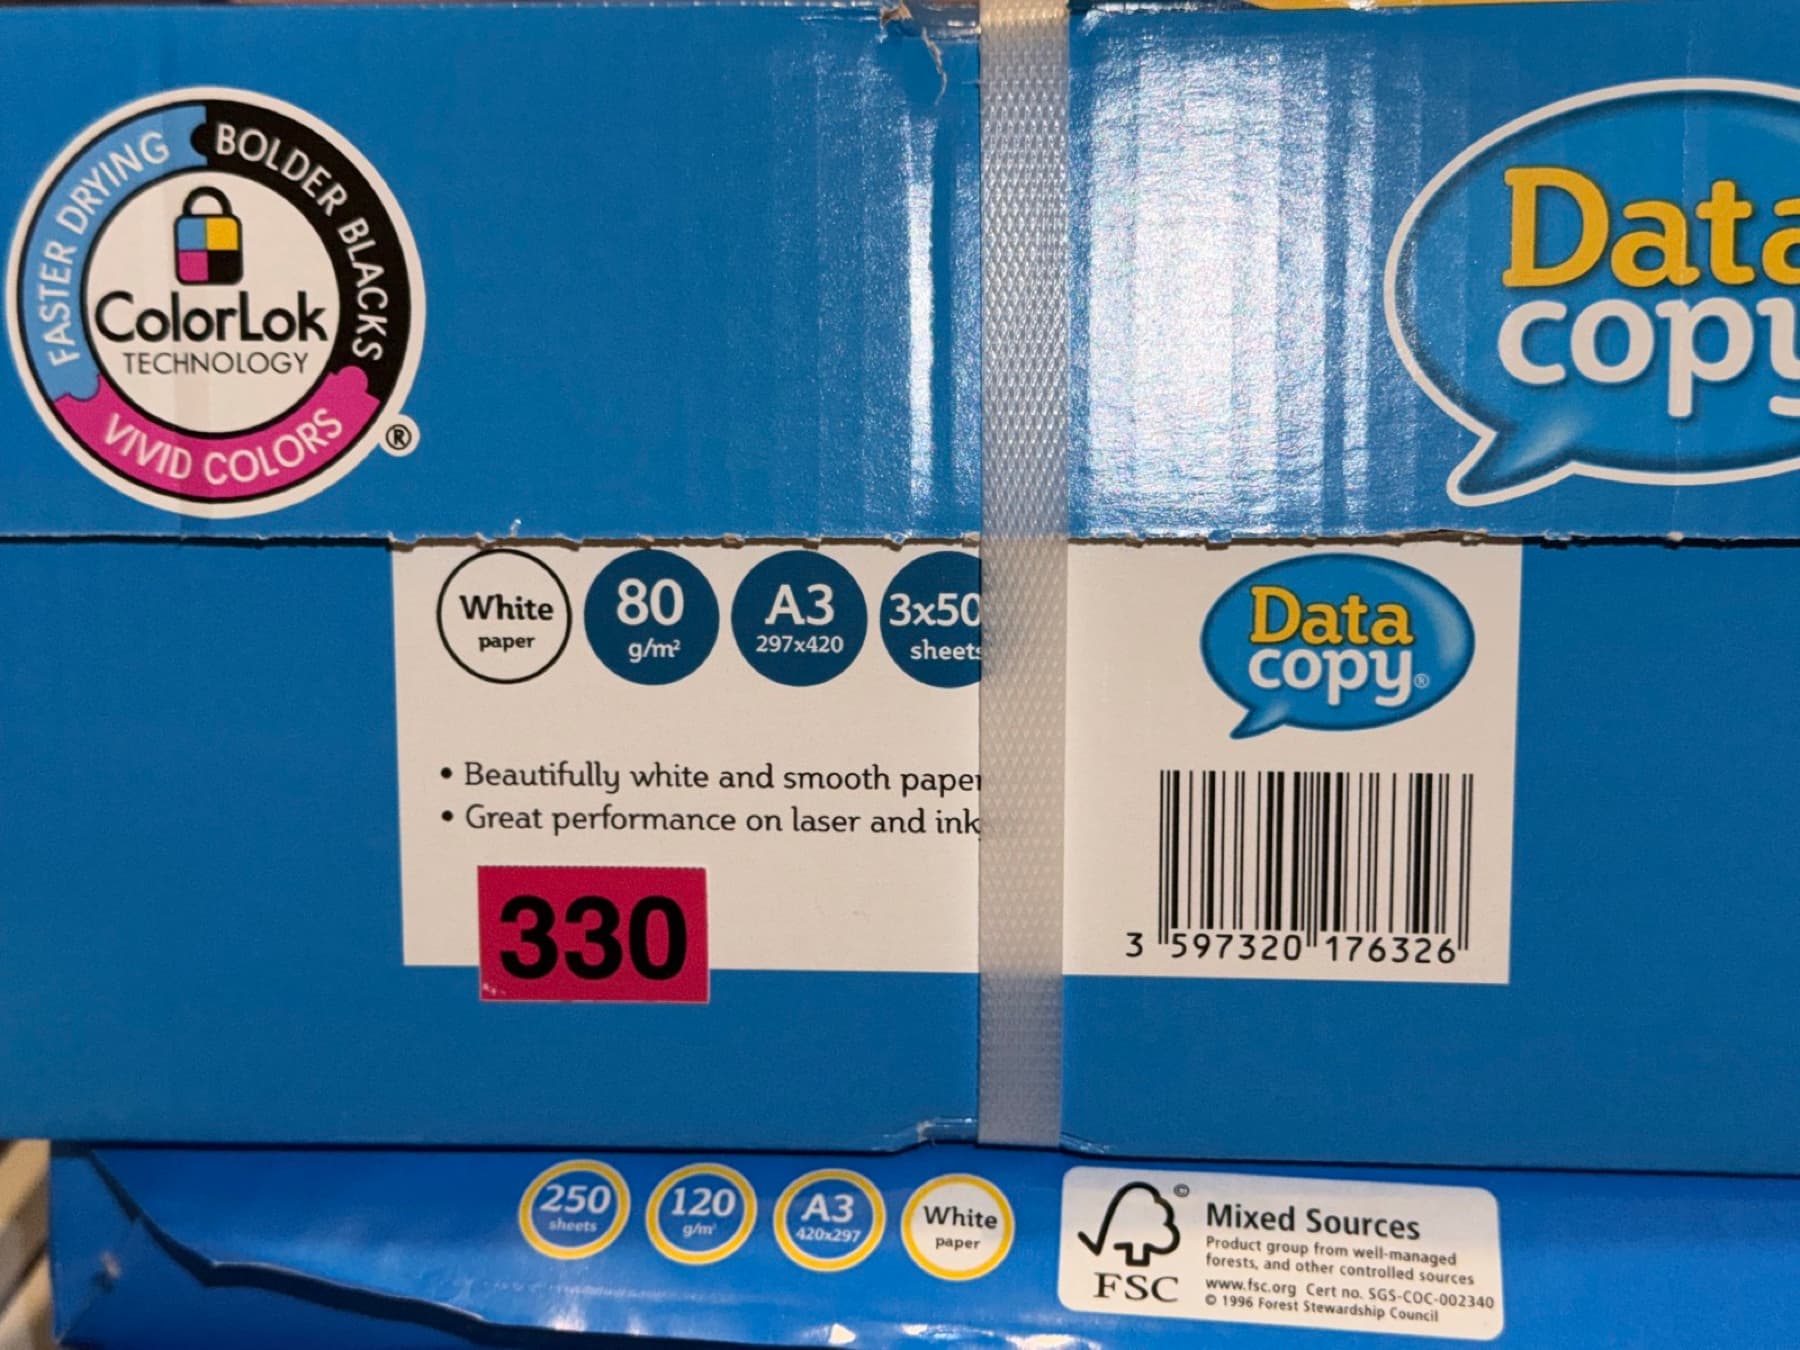 FASTER DRYING
BOLDER BLACKS
ColorLok
TECHNOLOGY
VIVID COLORS
®
Data
copy
White
paper
80
g/m²
A3
297x420
3x50
sheets
Data
copy®
• Beautifully white and smooth paper
• Great performance on laser and ink
330
3 597320 176326
250
sheets
120
g/m²
A3
420x297
White
paper
©
FSC
Mixed Sources
Product group from well-managed
forests, and other controlled sources
www.fsc.org Cert no. SGS-COC-002340
© 1996 Forest Stewardship Council